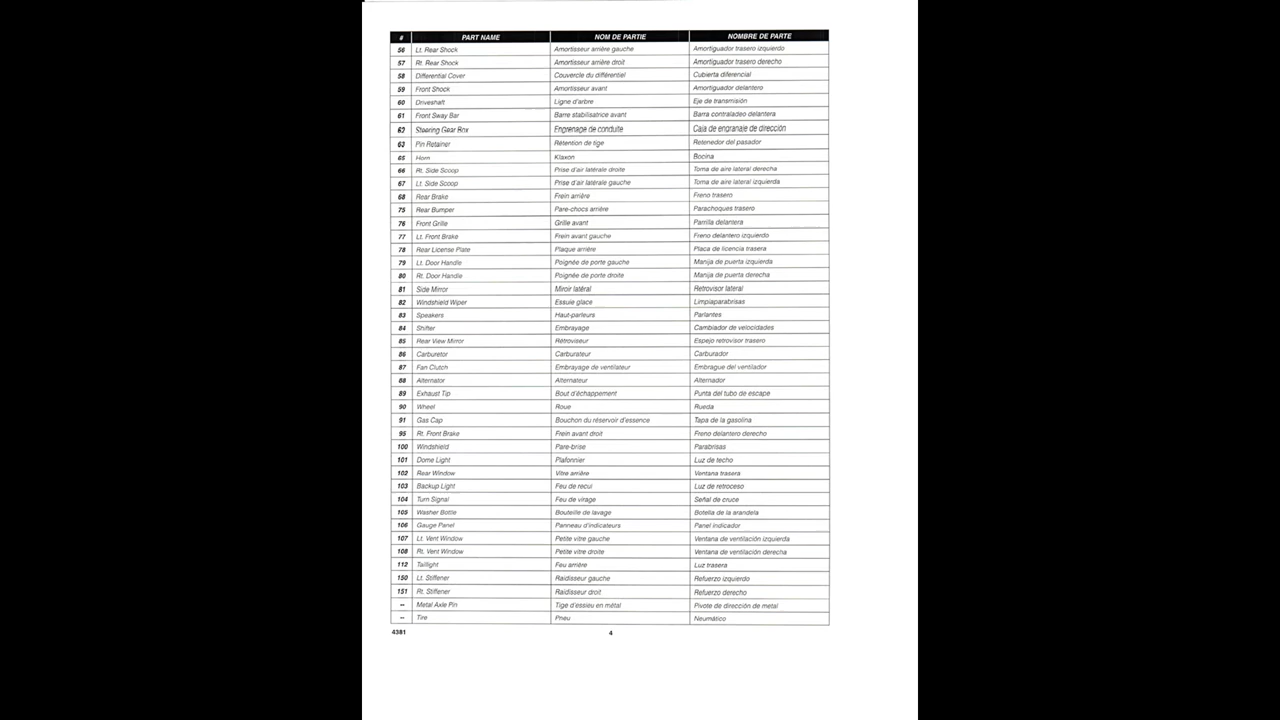 # PART NAME NOM DE PARTIE NOMBRE DE PARTE
56 Lt. Rear Shock Amortisseur arrière gauche Amortiguador trasero izquierdo
57 Rt. Rear Shock Amortisseur arrière droit Amortiguador trasero derecho
58 Differential Cover Couvercle du différentiel Cubierta diferencial
59 Front Shock Amortisseur avant Amortiguador delantero
60 Driveshaft Ligne d'arbre Eje de transmisión
61 Front Sway Bar Barre stabilisatrice avant Barra contraladeo delantera
62 Steering Gear Box Engrenage de conduite Caja de engranaje de dirección
63 Pin Retainer Rétention de tige Retenedor del pasador
65 Horn Klaxon Bocina
66 Rt. Side Scoop Prise d'air latérale droite Toma de aire lateral derecha
67 Lt. Side Scoop Prise d'air latérale gauche Toma de aire lateral izquierda
68 Rear Brake Frein arrière Freno trasero
75 Rear Bumper Pare-chocs arrière Parachoques trasero
76 Front Grille Grille avant Parrilla delantera
77 Lt. Front Brake Frein avant gauche Freno delantero izquierdo
78 Rear License Plate Plaque arrière Placa de licencia trasera
79 Lt. Door Handle Poignée de porte gauche Manija de puerta izquierda
80 Rt. Door Handle Poignée de porte droite Manija de puerta derecha
81 Side Mirror Miroir latéral Retrovisor lateral
82 Windshield Wiper Essuie glace Limpiaparabrisas
83 Speakers Haut-parleurs Parlantes
84 Shifter Embrayage Cambiador de velocidades
85 Rear View Mirror Rétroviseur Espejo retrovisor trasero
86 Carburetor Carburateur Carburador
87 Fan Clutch Embrayage de ventilateur Embrague del ventilador
88 Alternator Alternateur Alternador
89 Exhaust Tip Bout d'échappement Punta del tubo de escape
90 Wheel Roue Rueda
91 Gas Cap Bouchon du réservoir d'essence Tapa de la gasolina
95 Rt. Front Brake Frein avant droit Freno delantero derecho
100 Windshield Pare-brise Parabrisas
101 Dome Light Plafonnier Luz de techo
102 Rear Window Vitre arrière Ventana trasera
103 Backup Light Feu de recul Luz de retroceso
104 Turn Signal Feu de virage Señal de cruce
105 Washer Bottle Bouteille de lavage Botella de la arandela
106 Gauge Panel Panneau d'indicateurs Panel indicador
107 Lt. Vent Window Petite vitre gauche Ventana de ventilación izquierda
108 Rt. Vent Window Petite vitre droite Ventana de ventilación derecha
112 Taillight Feu arrière Luz trasera
150 Lt. Stiffener Raidisseur gauche Refuerzo izquierdo
151 Rt. Stiffener Raidisseur droit Refuerzo derecho
-- Metal Axle Pin Tige d'essieu en métal Pivote de dirección de metal
-- Tire Pneu Neumático
4381 4